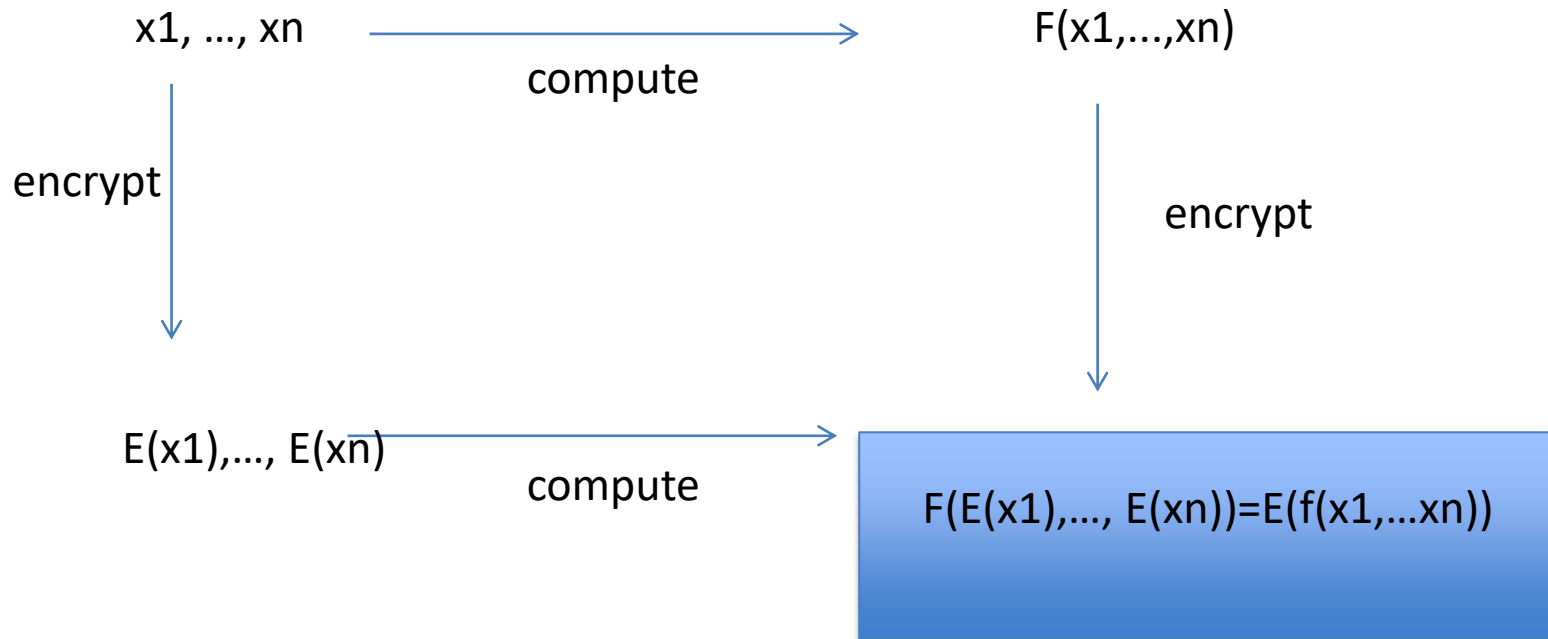 x1, …, xn
F(x1,...,xn)
compute
encrypt
encrypt
E(x1),…, E(xn)
compute
F(E(x1),…, E(xn))=E(f(x1,…xn))